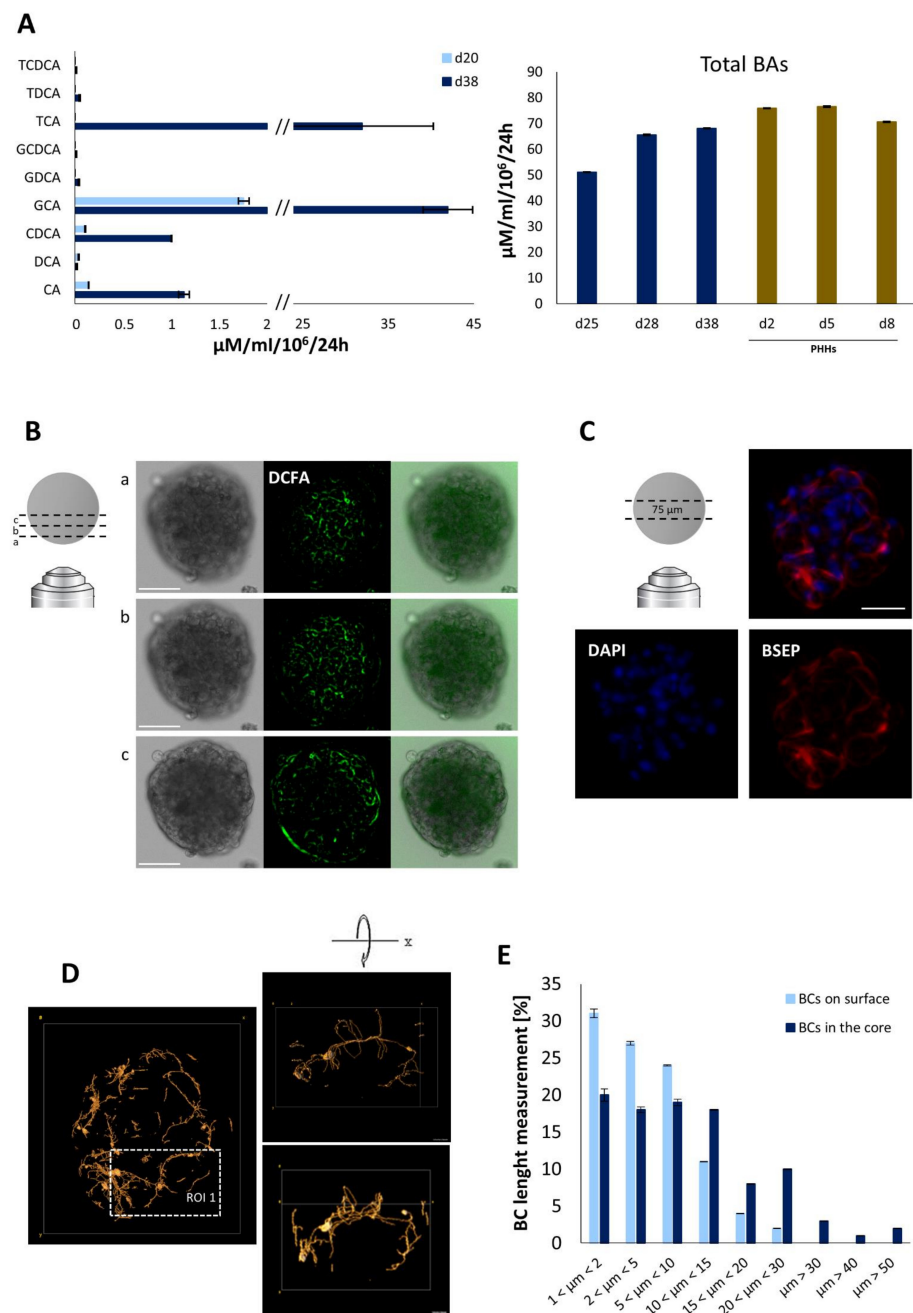 A
d20
d38
TCDCA
TDCA
TCA
GCDCA
GDCA
GCA
CDCA
DCA
CA
//
//
//
0 0.5 1 1.5 2 25 35 45
µM/ml/10⁶/24h
Total BAs
µM/ml/10⁶/24h
90
80
70
60
50
40
30
20
10
0
d25 d28 d38 d2 d5 d8
PHHs
B
a
DCFA
c
b
a
b
c
C
75 µm
DAPI
BSEP
D
x
ROI 1
E
BCs on surface
BCs in the core
BC lenght measurement [%]
35
30
25
20
15
10
5
0
1 < µm < 2
2 < µm < 5
5 < µm < 10
10 < µm < 15
15 < µm < 20
20 < µm < 30
µm > 30
µm > 40
µm > 50